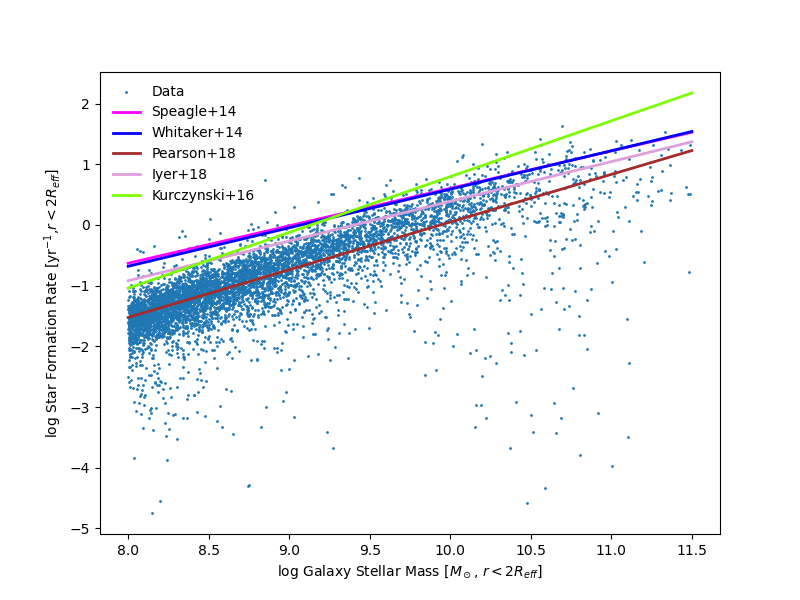 Data
Speagle+14
Whitaker+14
Pearson+18
Iyer+18
Kurczynski+16
2
1
0
−1
−2
−3
−4
−5
log Star Formation Rate [yr⁻¹, r < 2R_eff]
8.0 8.5 9.0 9.5 10.0 10.5 11.0 11.5
log Galaxy Stellar Mass [M⊙, r < 2R_eff]